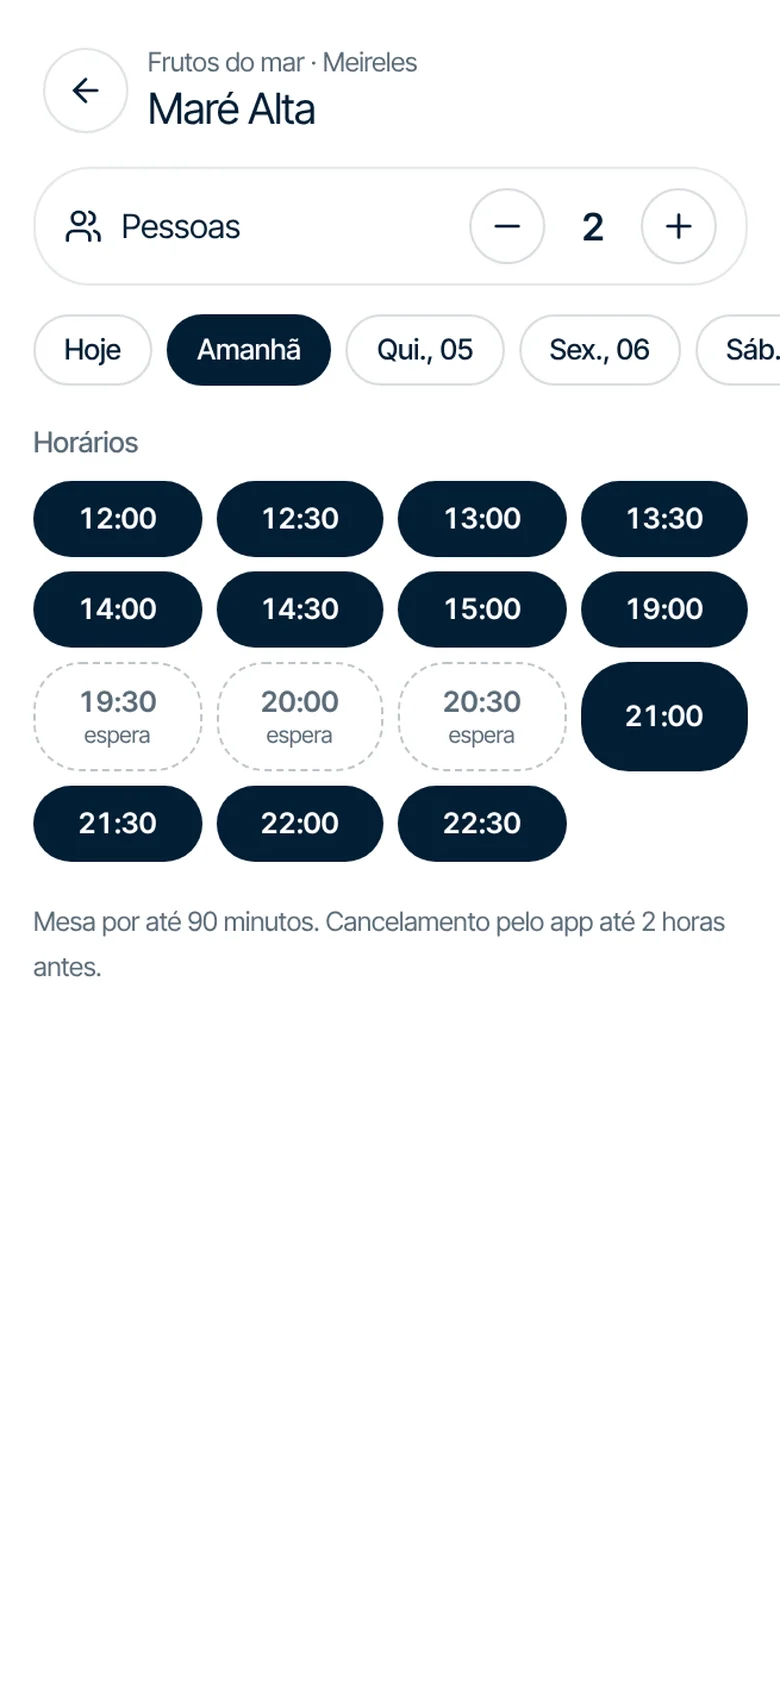 Frutos do mar · Meireles
Maré Alta
Pessoas
2
Hoje
Amanhã
Qui., 05
Sex., 06
Sáb.
Horários
12:00
12:30
13:00
13:30
14:00
14:30
15:00
19:00
19:30
espera
20:00
espera
20:30
espera
21:00
21:30
22:00
22:30
Mesa por até 90 minutos. Cancelamento pelo app até 2 horas
antes.